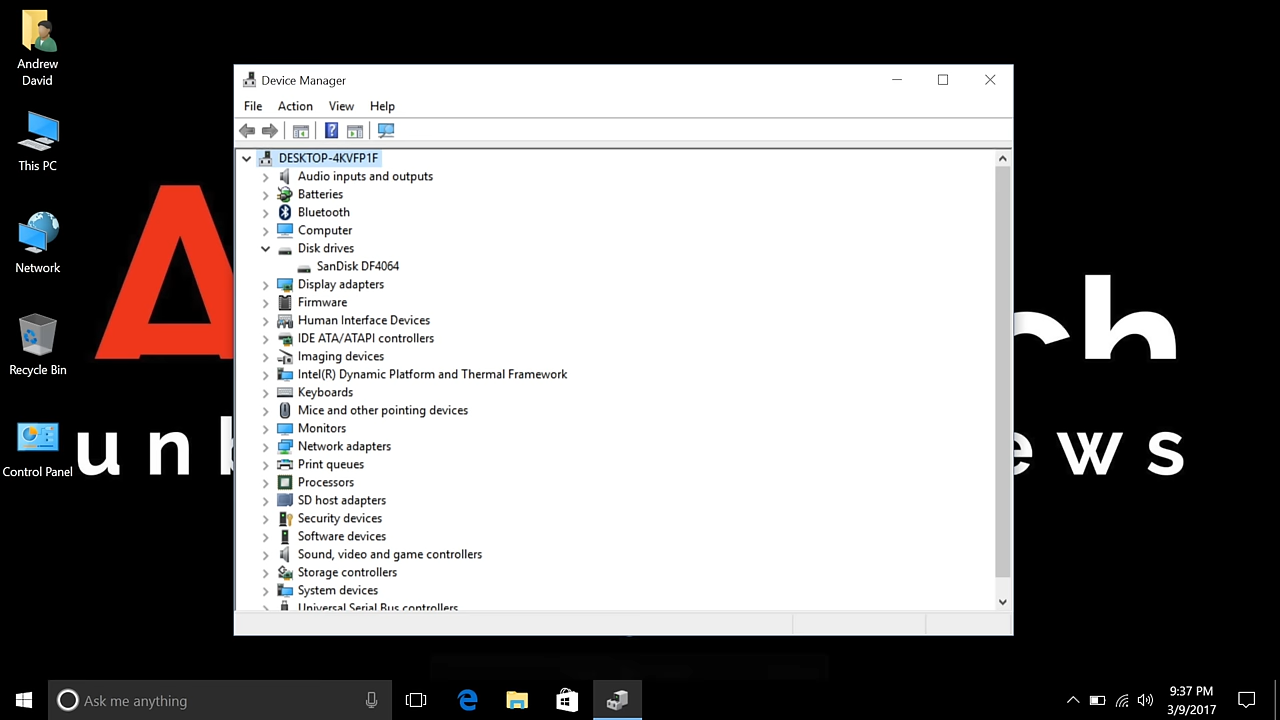 Andrew
David
This PC
Network
Recycle Bin
Control Panel
Device Manager
File Action View Help
DESKTOP-4KVFP1F
Audio inputs and outputs
Batteries
Bluetooth
Computer
Disk drives
SanDisk DF4064
Display adapters
Firmware
Human Interface Devices
IDE ATA/ATAPI controllers
Imaging devices
Intel(R) Dynamic Platform and Thermal Framework
Keyboards
Mice and other pointing devices
Monitors
Network adapters
Print queues
Processors
SD host adapters
Security devices
Software devices
Sound, video and game controllers
Storage controllers
System devices
Universal Serial Bus controllers
A ch
un ews
Ask me anything
9:37 PM
3/9/2017